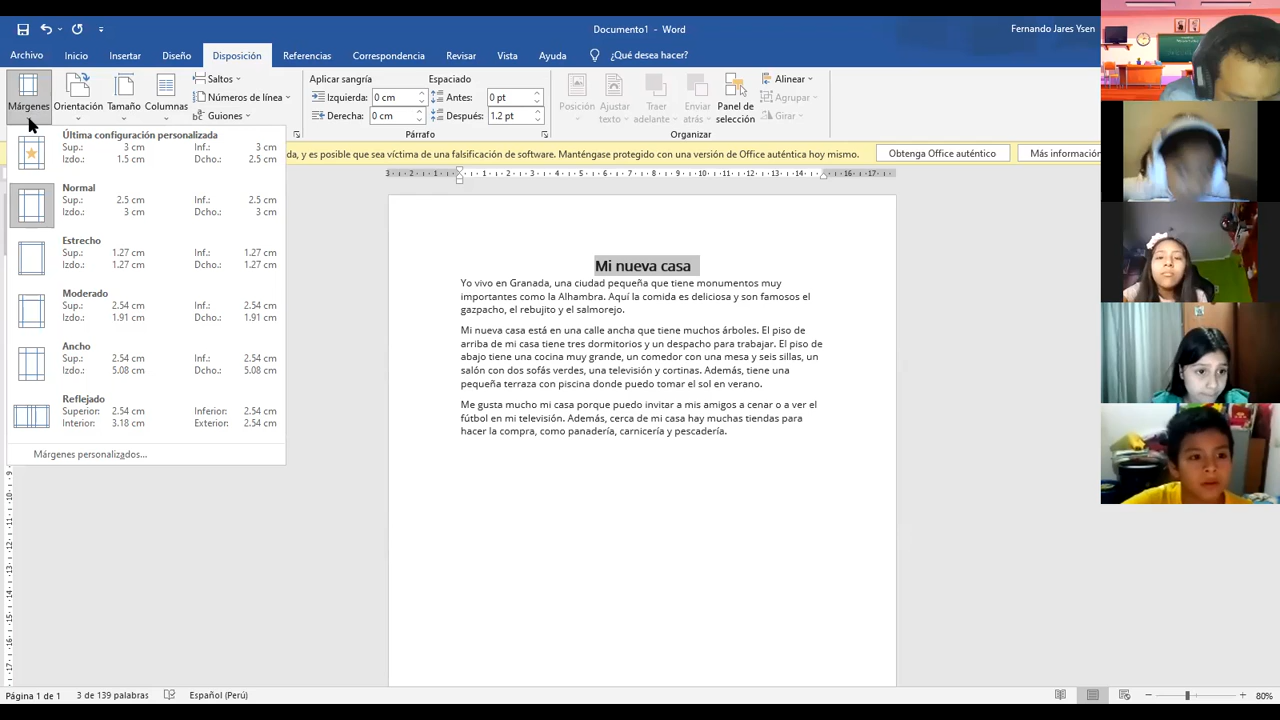 Documento1 - Word
Fernando Jares Ysen
Archivo Inicio Insertar Diseño Disposición Referencias Correspondencia Revisar Vista Ayuda ¿Qué desea hacer?
Márgenes Orientación Tamaño Columnas
Saltos
Números de línea
Guiones
Aplicar sangría
Izquierda: 0 cm
Derecha: 0 cm
Espaciado
Antes: 0 pt
Después: 1.2 pt
Párrafo
Posición Ajustar texto Traer adelante Enviar atrás Panel de selección
Alinear
Agrupar
Girar
Organizar
da, y es posible que sea vícvma de una falsificación de software. Manténgase protegido con una versión de Office auténtica hoy mismo. Obtenga Office auténtico Más información
Última configuración personalizada
Sup.: 3 cm Inf.: 3 cm
Izdo.: 1.5 cm Dcho.: 2.5 cm
Normal
Sup.: 2.5 cm Inf.: 2.5 cm
Izdo.: 3 cm Dcho.: 3 cm
Estrecho
Sup.: 1.27 cm Inf.: 1.27 cm
Izdo.: 1.27 cm Dcho.: 1.27 cm
Moderado
Sup.: 2.54 cm Inf.: 2.54 cm
Izdo.: 1.91 cm Dcho.: 1.91 cm
Ancho
Sup.: 2.54 cm Inf.: 2.54 cm
Izdo.: 5.08 cm Dcho.: 5.08 cm
Reflejado
Superior: 2.54 cm Inferior: 2.54 cm
Interior: 3.18 cm Exterior: 2.54 cm
Márgenes personalizados...
Mi nueva casa
Yo vivo en Granada, una ciudad pequeña que tiene monumentos muy
importantes como la Alhambra. Aquí la comida es deliciosa y son famosos el
gazpacho, el rebujito y el salmorejo.
Mi nueva casa está en una calle ancha que tiene muchos árboles. El piso de
arriba de mi casa tiene tres dormitorios y un despacho para trabajar. El piso de
abajo tiene una cocina muy grande, un comedor con una mesa y seis sillas, un
salón con dos sofás verdes, una televisión y cortinas. Además, tiene una
pequeña terraza con piscina donde puedo tomar el sol en verano.
Me gusta mucho mi casa porque puedo invitar a mis amigos a cenar o a ver el
fútbol en mi televisión. Además, cerca de mi casa hay muchas tiendas para
hacer la compra, como panadería, carnicería y pescadería.
Página 1 de 1 3 de 139 palabras Español (Perú) 80%